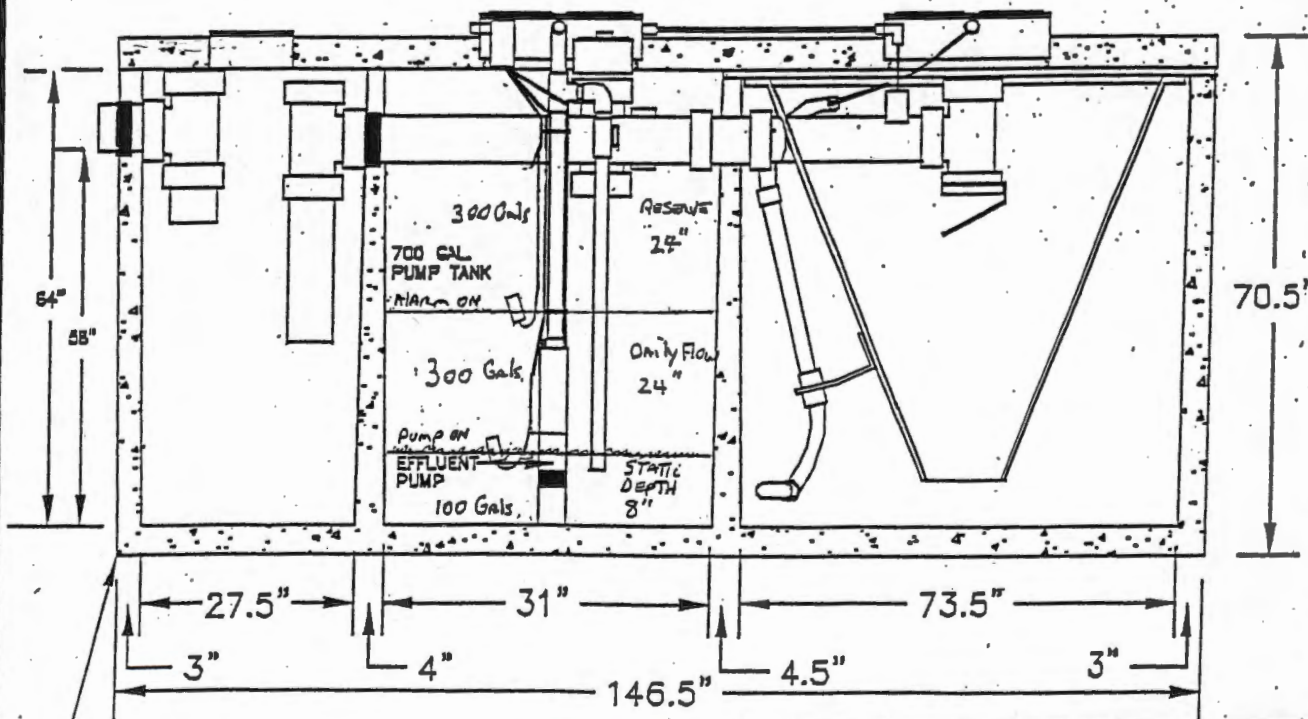 300 Gals
RESERVE
27"
700 GAL.
PUMP TANK
Alarm ON
64"
58"
70.5"
300 Gals.
Daily Flow
24"
Pump ON
EFFLUENT
PUMP
STATIC
DEPTH
8"
100 Gals.
27.5"
31"
73.5"
3"
4"
4.5"
3"
146.5"